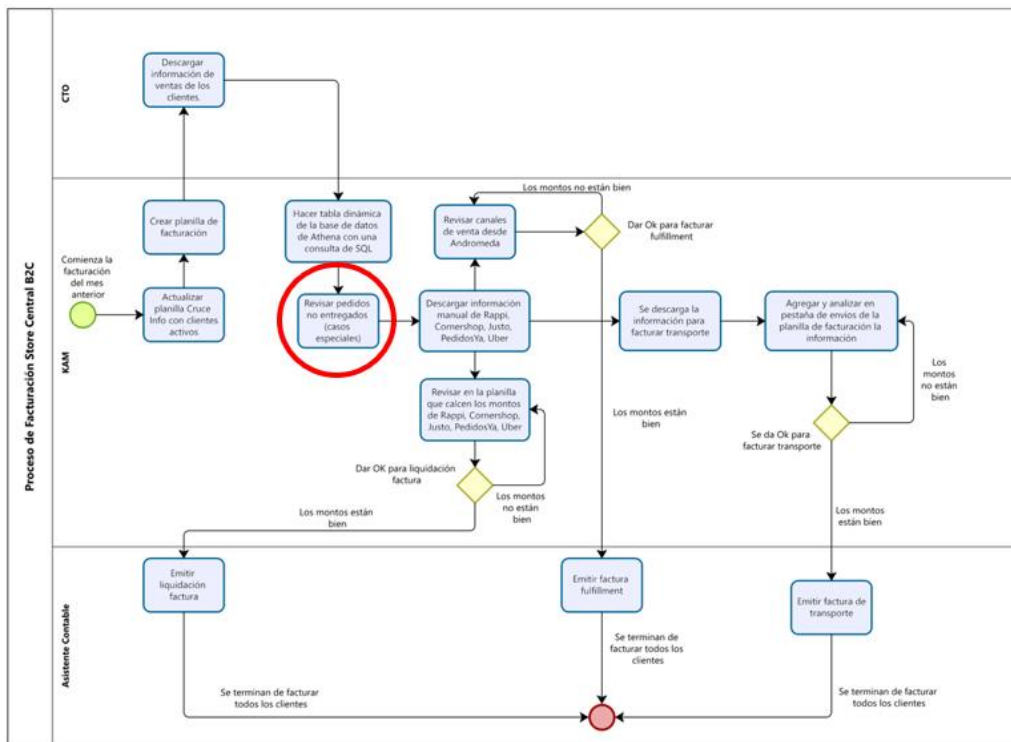 Proceso de Facturación Store Central B2C
CTO
Descargar
información de
ventas de los
clientes.
KAM
Comienza la
facturación
del mes
anterior
Crear planilla de
facturación
Actualizar
planilla Cruce
Info con clientes
activos
Hacer tabla dinámica
de la base de datos
de Athena con una
consulta de SQL
Revisar pedidos
no entregados
(casos
especiales)
Los montos no están bien
Revisar canales
de venta desde
Andromeda
Dar Ok para facturar
fulfillment
Descargar información
manual de Rappi,
Cornershop, Justo,
PedidosYa, Uber
Se descarga la
información para
facturar transporte
Agregar y analizar en
pestaña de envios de la
planilla de facturación la
información
Los
montos
no están
bien
Revisar en la planilla
que calcen los montos
de Rappi, Cornershop,
Justo, PedidosYa, Uber
Los montos están
bien
Se da Ok para
facturar transporte
Dar OK para liquidación
factura
Los montos
no están
bien
Los montos están
bien
Los montos
están bien
Asistente Contable
Emitir
liquidación
factura
Emitir factura
fulfillment
Emitir factura de
transporte
Se terminan de
facturar todos los
clientes
Se terminan de facturar
todos los clientes
Se terminan de facturar
todos los clientes